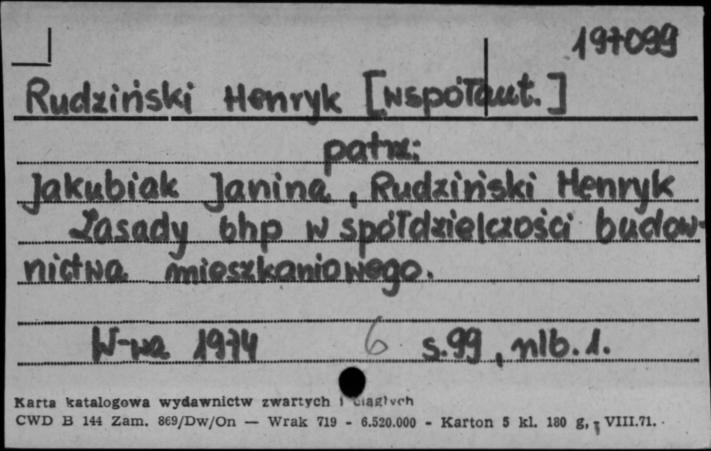 197099
Rudziński Henryk [współaut.]
patrz:
Jakubiak Janina, Rudziński Henryk
Zasady bhp w spółdzielczości budow-
nictwa mieszkaniowego.
W-wa 1974 6 s.99, nlb.1.
Karta katalogowa wydawnictw zwartych i ciągłych
CWD B 144 Zam. 869/Dw/On — Wrak 719 - 6.520.000 - Karton 5 kl. 180 g, - VIII.71.